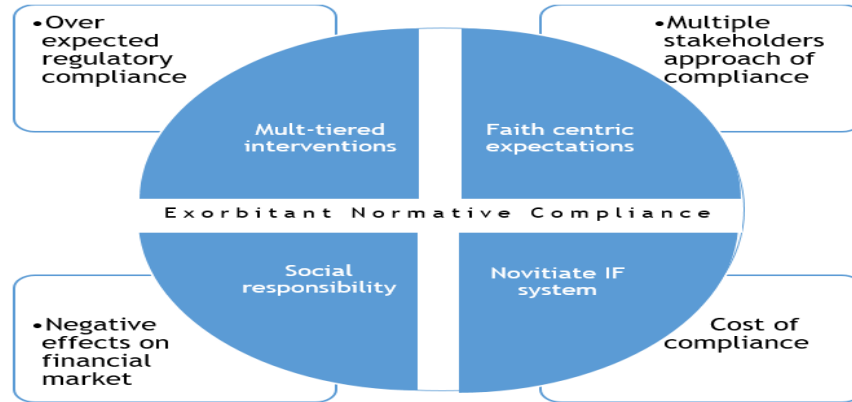 •Over
expected
regulatory
compliance
•Multiple
stakeholders
approach of
compliance
Mult-tiered
interventions
Faith centric
expectations
Exorbitant Normative Compliance
Social
responsibility
Novitiate IF
system
•Negative
effects on
financial
market
Cost of
compliance